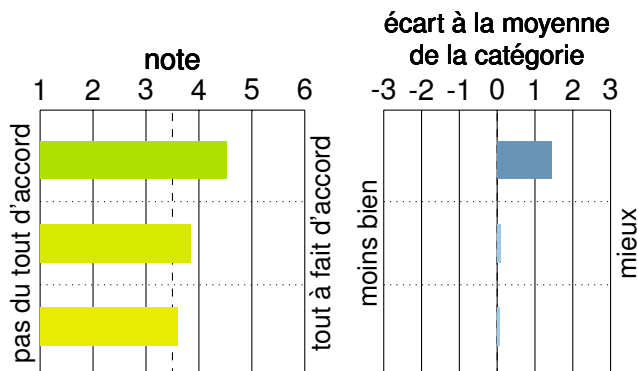 note
1 2 3 4 5 6
pas du tout d'accord
tout à fait d'accord
écart à la moyenne
de la catégorie
-3 -2 -1 0 1 2 3
moins bien
mieux